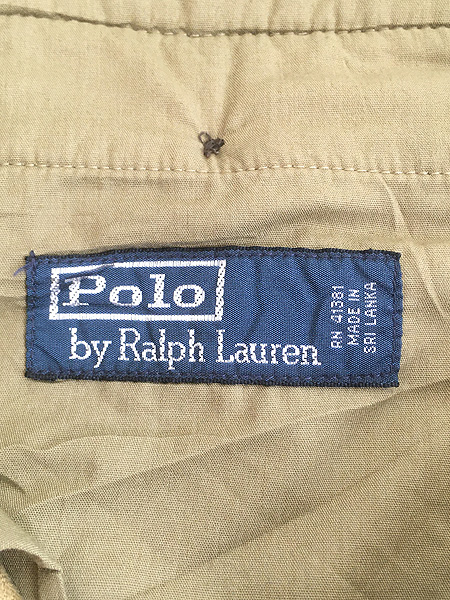 Polo
by Ralph Lauren
RN 41381
MADE IN
SRI LANKA